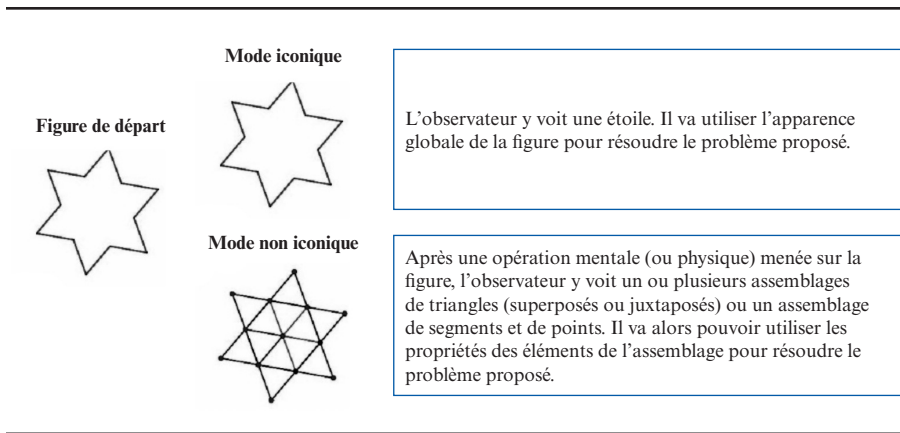 Mode iconique
Figure de départ
L’observateur y voit une étoile. Il va utiliser l’apparence
globale de la figure pour résoudre le problème proposé.
Mode non iconique
Après une opération mentale (ou physique) menée sur la
figure, l’observateur y voit un ou plusieurs assemblages
de triangles (superposés ou juxtaposés) ou un assemblage
de segments et de points. Il va alors pouvoir utiliser les
propriétés des éléments de l’assemblage pour résoudre le
problème proposé.